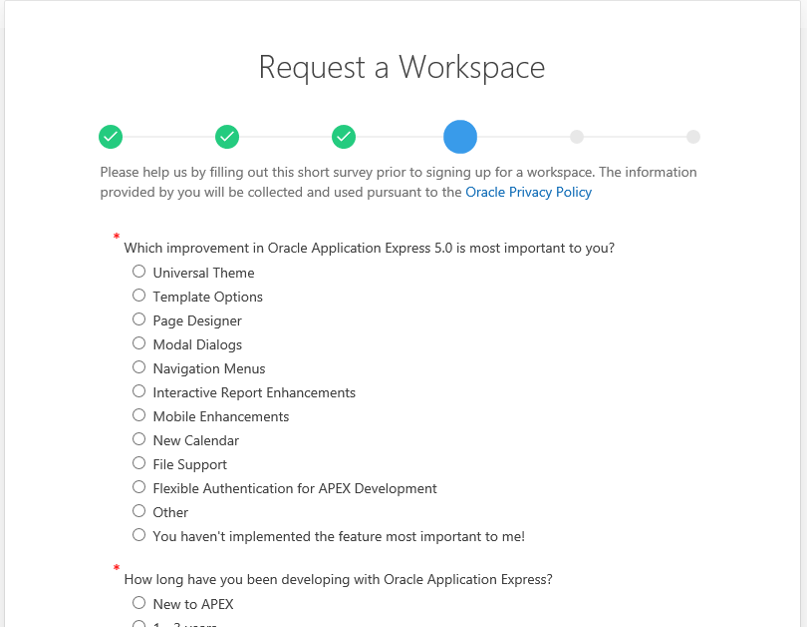 Request a Workspace
Please help us by filling out this short survey prior to signing up for a workspace. The information
provided by you will be collected and used pursuant to the Oracle Privacy Policy
* Which improvement in Oracle Application Express 5.0 is most important to you?
Universal Theme
Template Options
Page Designer
Modal Dialogs
Navigation Menus
Interactive Report Enhancements
Mobile Enhancements
New Calendar
File Support
Flexible Authentication for APEX Development
Other
You haven't implemented the feature most important to me!
* How long have you been developing with Oracle Application Express?
New to APEX